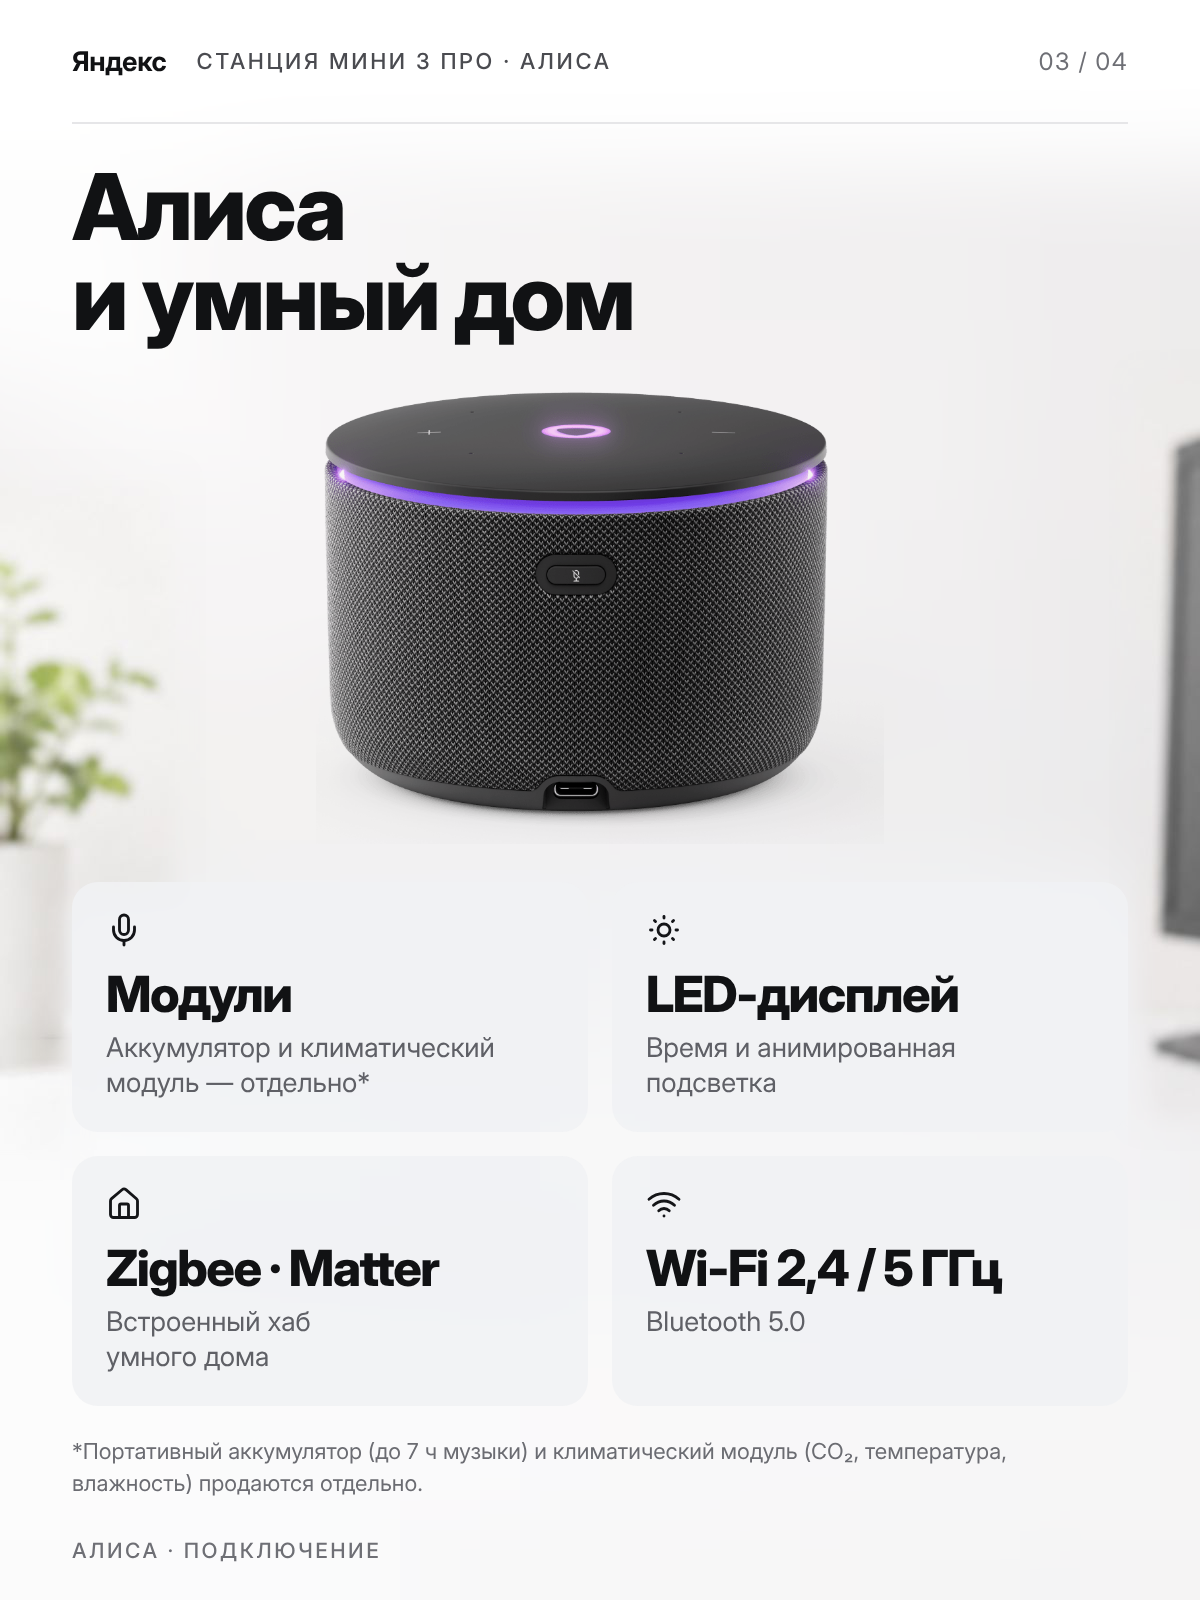 Яндекс СТАНЦИЯ МИНИ 3 ПРО · АЛИСА 03 / 04
Алиса
и умный дом
Модули
Аккумулятор и климатический
модуль — отдельно*
LED-дисплей
Время и анимированная
подсветка
Zigbee · Matter
Встроенный хаб
умного дома
Wi-Fi 2,4 / 5 ГГц
Bluetooth 5.0
*Портативный аккумулятор (до 7 ч музыки) и климатический модуль (CO₂, температура,
влажность) продаются отдельно.
АЛИСА · ПОДКЛЮЧЕНИЕ